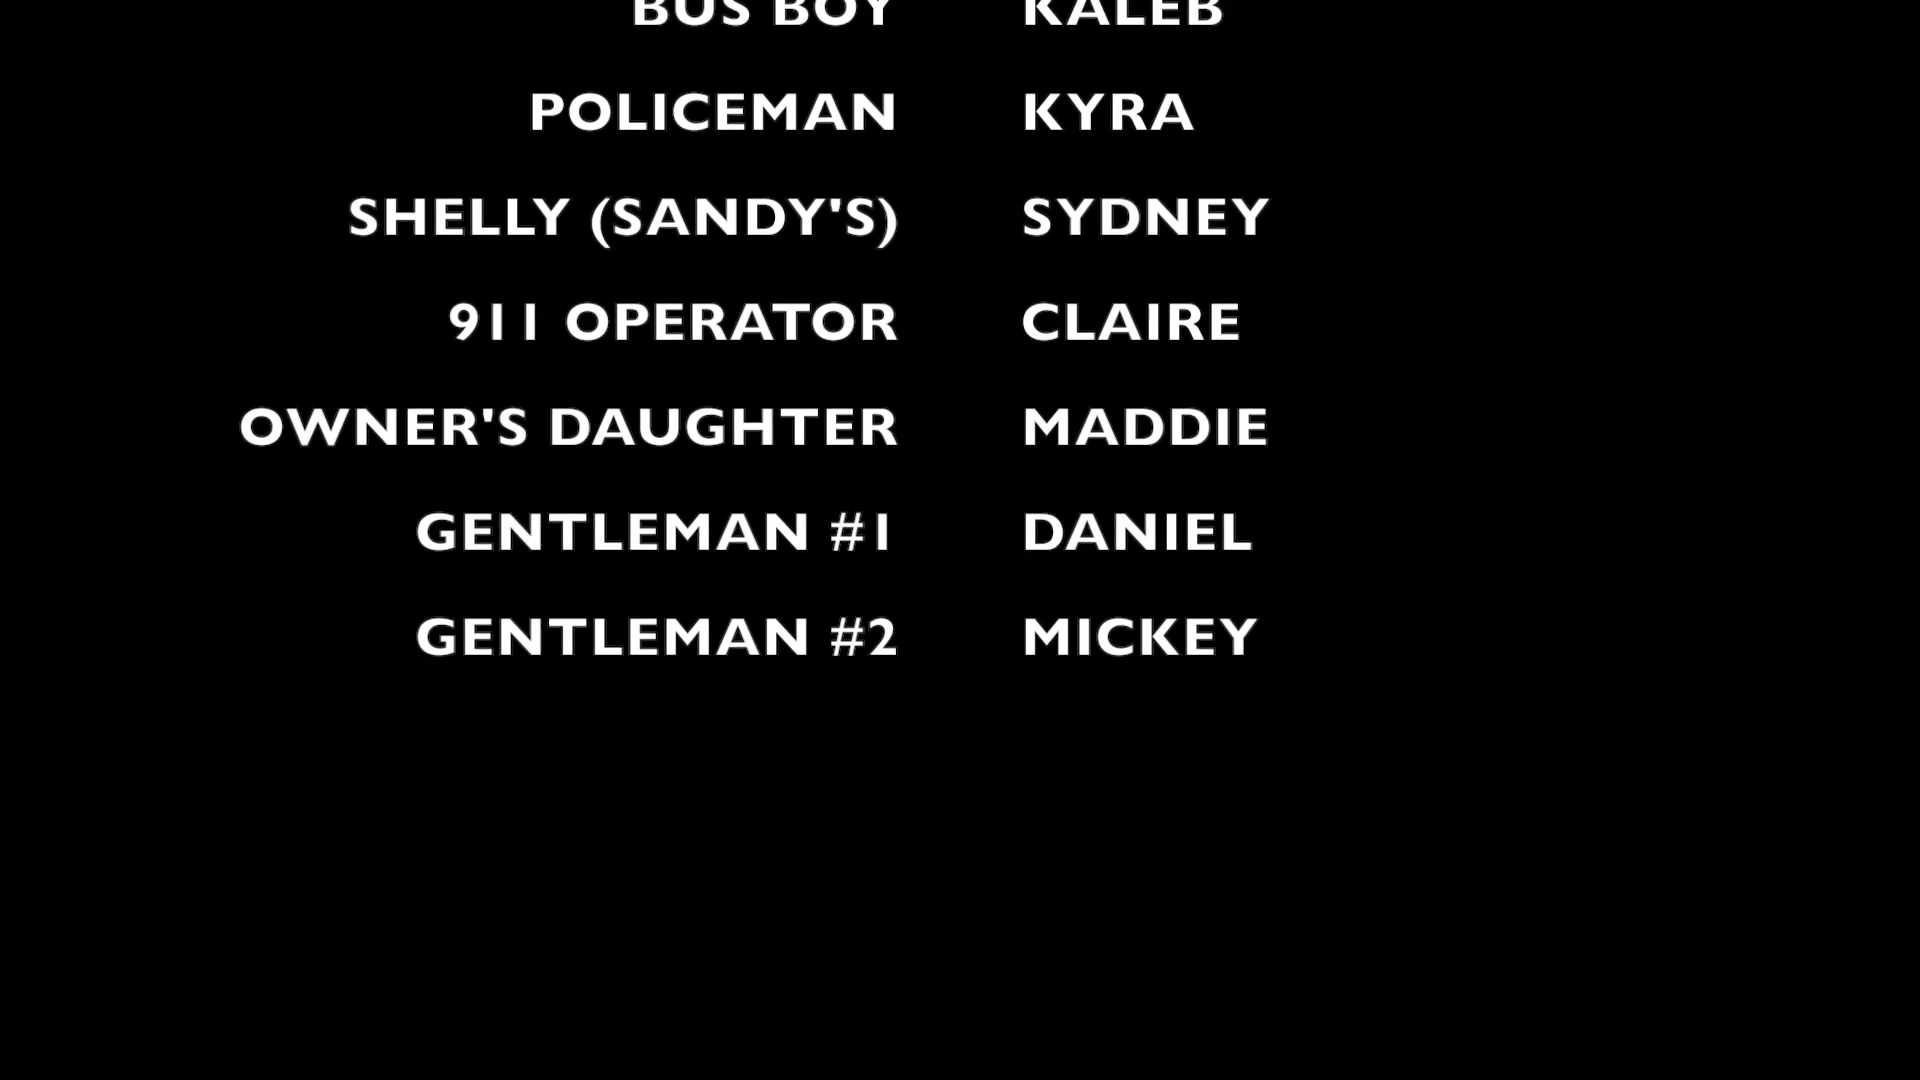 BUS BOY KALEB
POLICEMAN KYRA
SHELLY (SANDY'S) SYDNEY
911 OPERATOR CLAIRE
OWNER'S DAUGHTER MADDIE
GENTLEMAN #1 DANIEL
GENTLEMAN #2 MICKEY